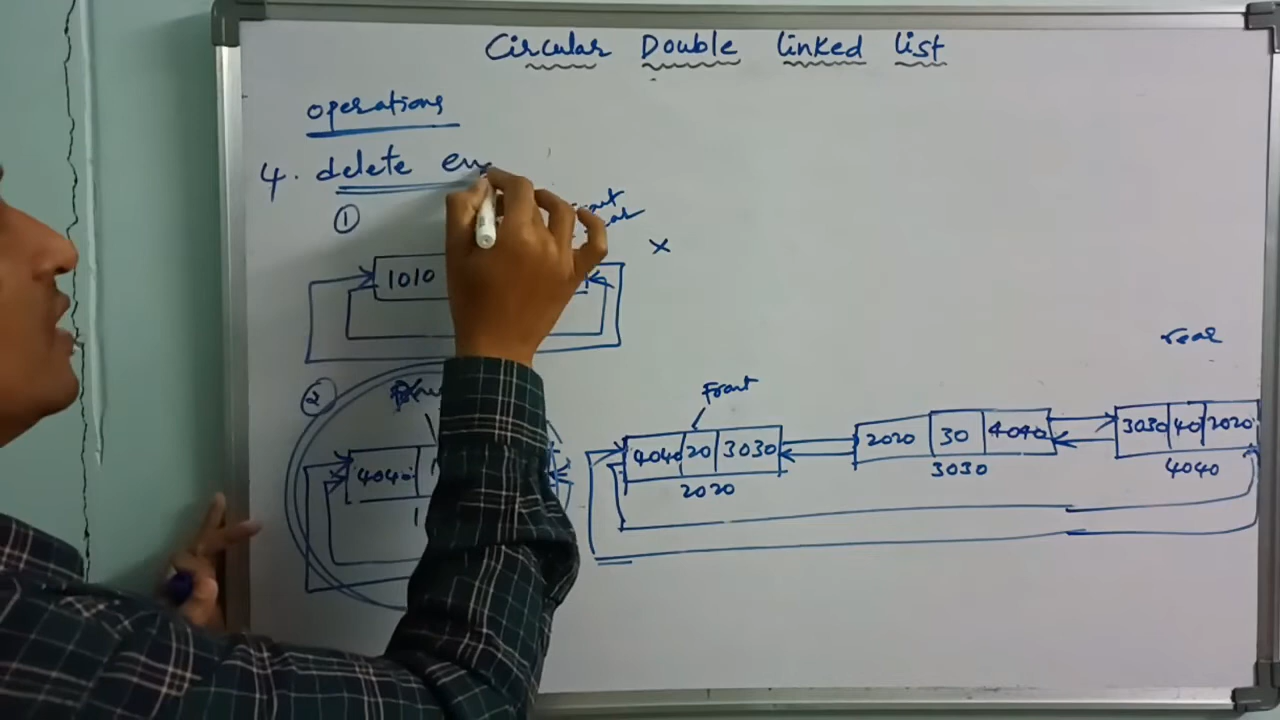 Circular Double linked list
operations
4. delete
①
1010
②
Front
rear
4040
4040 20 3030
2020
2020 30 4040
3030
3030 40 2020
4040